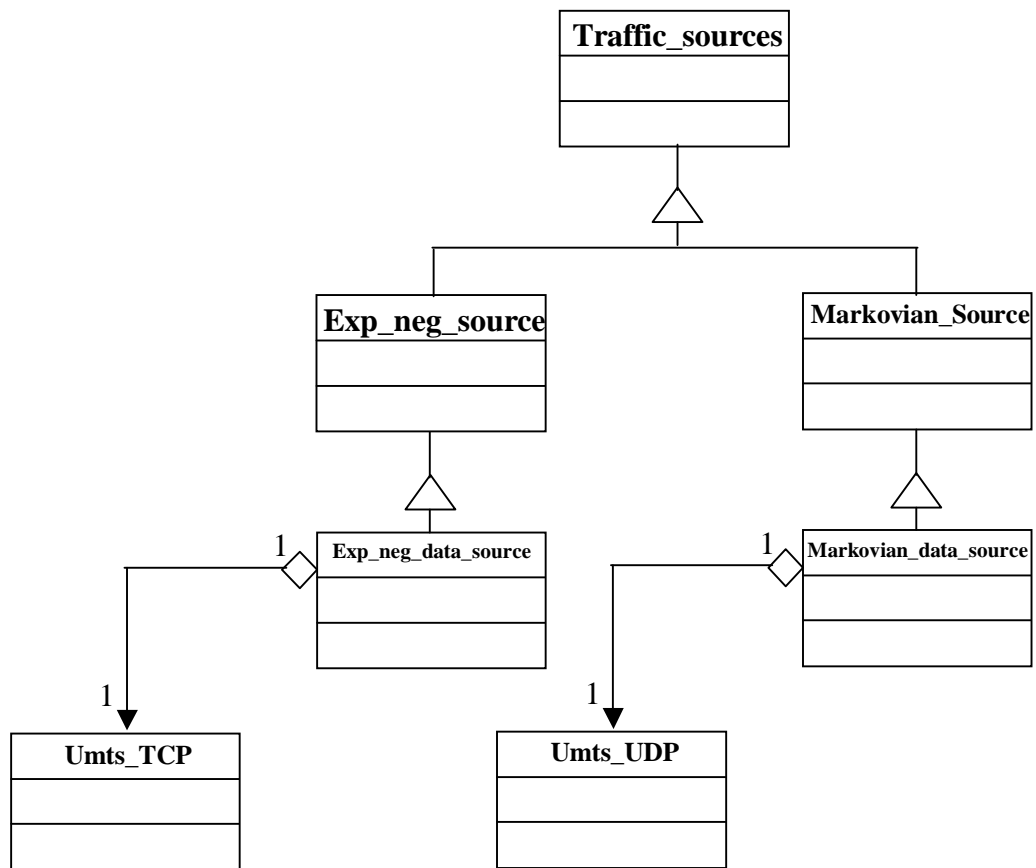 Traffic_sources
Exp_neg_source
Markovian_Source
1
Exp_neg_data_source
1
Markovian_data_source
1
Umts_TCP
1
Umts_UDP